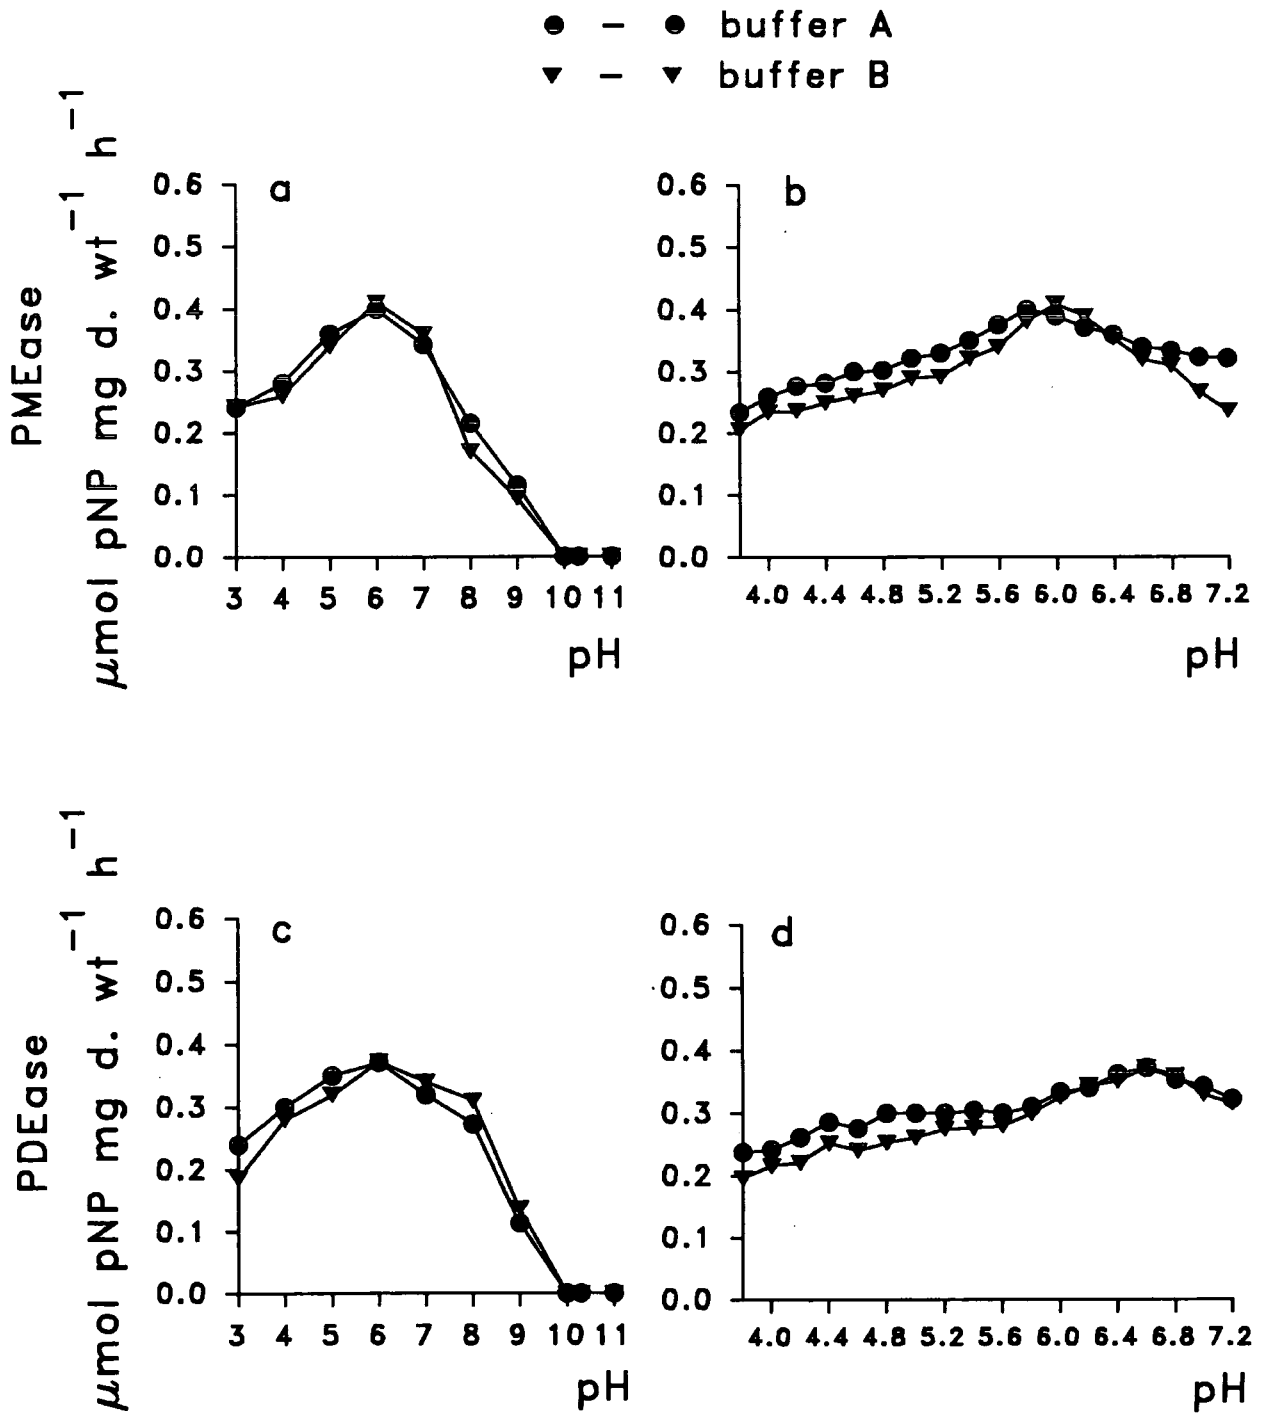 buffer A
buffer B
PMEase
µmol pNP mg d. wt⁻¹ h⁻¹
a
0.6
0.5
0.4
0.3
0.2
0.1
0.0
3 4 5 6 7 8 9 10 11
pH
b
0.6
0.5
0.4
0.3
0.2
0.1
0.0
4.0 4.4 4.8 5.2 5.6 6.0 6.4 6.8 7.2
pH
PDEase
µmol pNP mg d. wt⁻¹ h⁻¹
c
0.6
0.5
0.4
0.3
0.2
0.1
0.0
3 4 5 6 7 8 9 10 11
pH
d
0.6
0.5
0.4
0.3
0.2
0.1
0.0
4.0 4.4 4.8 5.2 5.6 6.0 6.4 6.8 7.2
pH